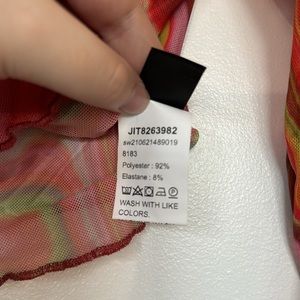 JIT8263982
sw210621489019
8183
Polyester : 92%
Elastane : 8%
WASH WITH LIKE
COLORS.